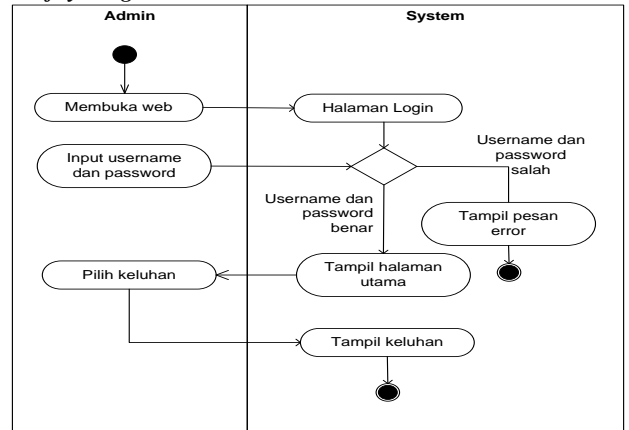 Admin
System
Membuka web
Halaman Login
Input username
dan password
Username dan
password
salah
Username dan
password
benar
Tampil pesan
error
Pilih keluhan
Tampil halaman
utama
Tampil keluhan